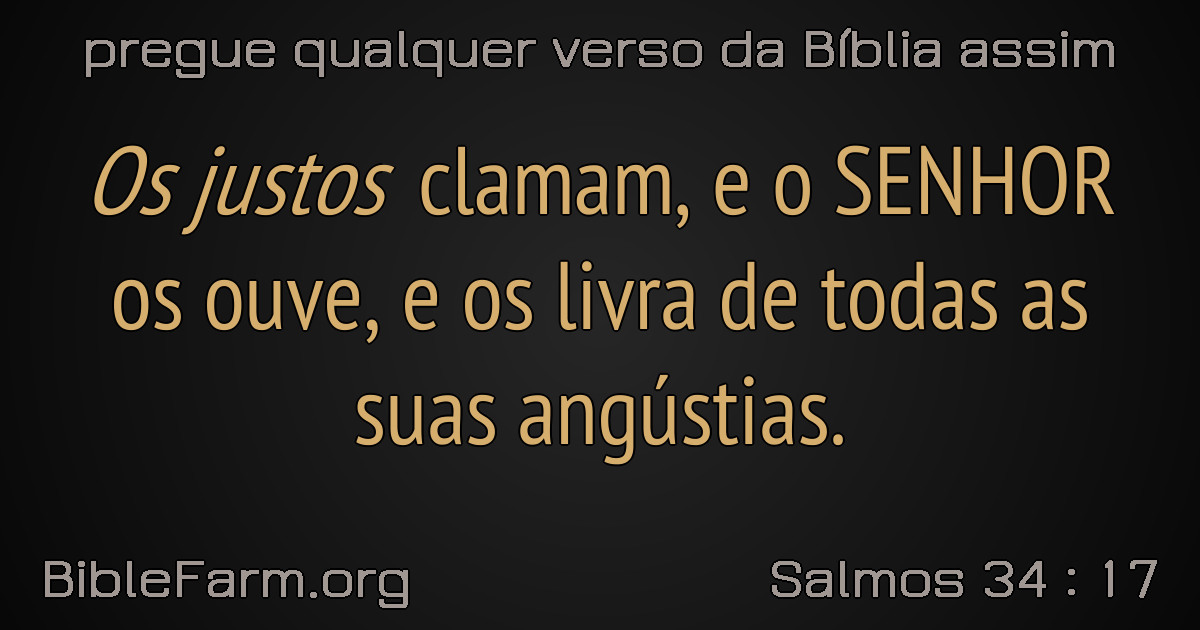 pregue qualquer verso da Bíblia assim
Os justos clamam, e o SENHOR
os ouve, e os livra de todas as
suas angústias.
BibleFarm.org
Salmos 34 : 17